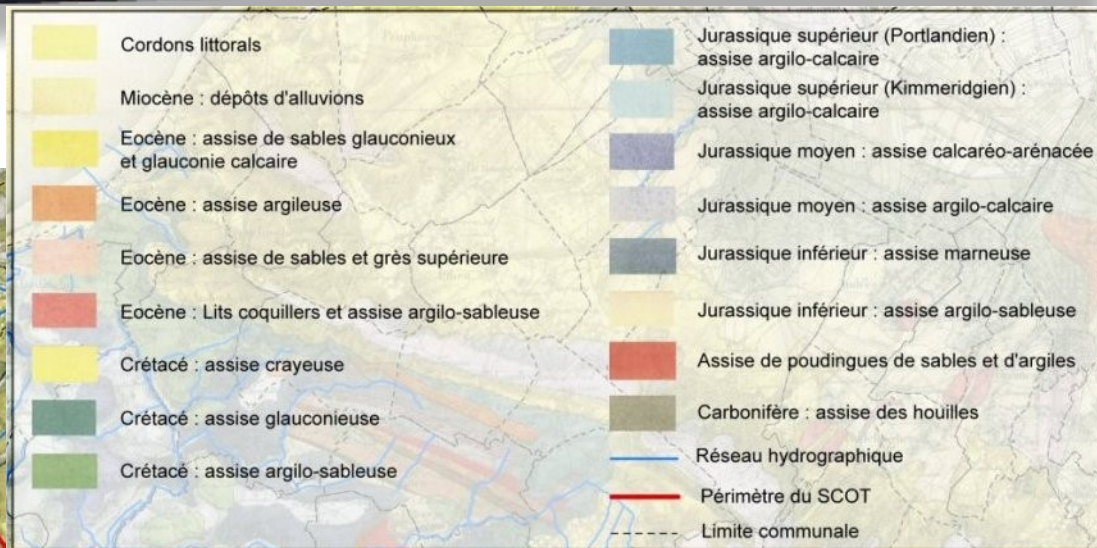 Cordons littorals
Miocène : dépôts d'alluvions
Eocène : assise de sables glauconieux
et glauconie calcaire
Eocène : assise argileuse
Eocène : assise de sables et grès supérieure
Eocène : Lits coquillers et assise argilo-sableuse
Crétacé : assise crayeuse
Crétacé : assise glauconieuse
Crétacé : assise argilo-sableuse
Jurassique supérieur (Portlandien) :
assise argilo-calcaire
Jurassique supérieur (Kimmeridgien) :
assise argilo-calcaire
Jurassique moyen : assise calcaréo-arénacée
Jurassique moyen : assise argilo-calcaire
Jurassique inférieur : assise marneuse
Jurassique inférieur : assise argilo-sableuse
Assise de poudingues de sables et d'argiles
Carbonifère : assise des houilles
Réseau hydrographique
Périmètre du SCOT
Limite communale